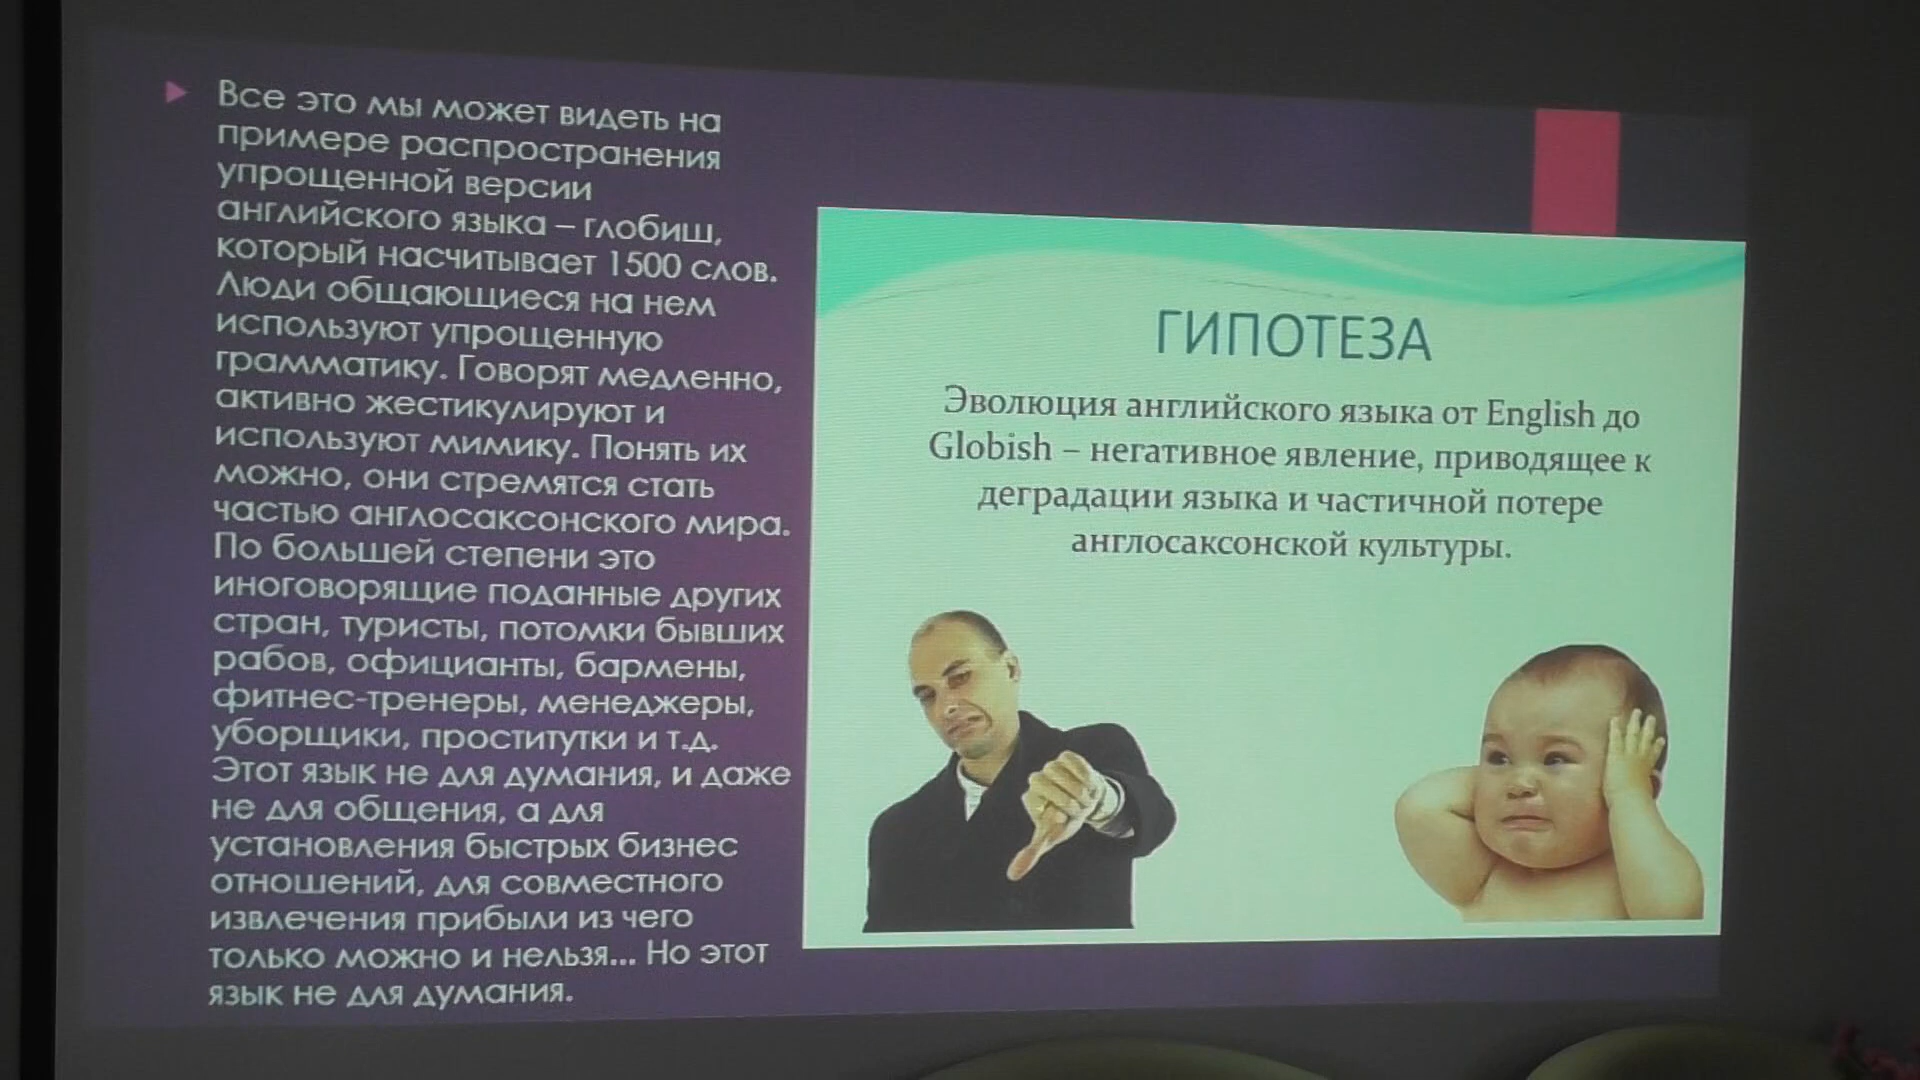 Все это мы может видеть на
примере распространения
упрощенной версии
английского языка – глобиш,
который насчитывает 1500 слов.
Люди общающиеся на нем
используют упрощенную
грамматику. Говорят медленно,
активно жестикулируют и
используют мимику. Понять их
можно, они стремятся стать
частью англосаксонского мира.
По большей степени это
иноговорящие поданные других
стран, туристы, потомки бывших
рабов, официанты, бармены,
фитнес-тренеры, менеджеры,
уборщики, проститутки и т.д.
Этот язык не для думания, и даже
не для общения, а для
установления быстрых бизнес
отношений, для совместного
извлечения прибыли из чего
только можно и нельзя... Но этот
язык не для думания.
ГИПОТЕЗА
Эволюция английского языка от English до
Globish – негативное явление, приводящее к
деградации языка и частичной потере
англосаксонской культуры.